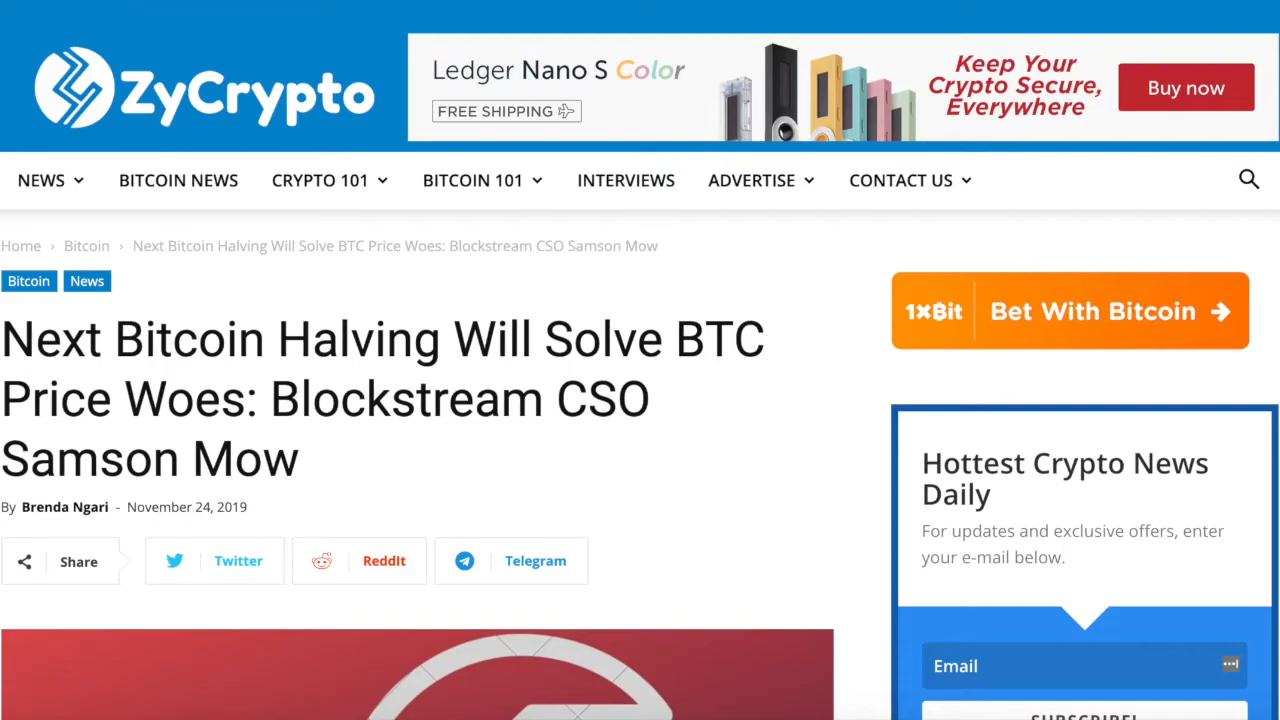 ZyCrypto
Ledger Nano S Color
FREE SHIPPING
Keep Your
Crypto Secure,
Everywhere
Buy now
NEWS
BITCOIN NEWS
CRYPTO 101
BITCOIN 101
INTERVIEWS
ADVERTISE
CONTACT US
Home › Bitcoin › Next Bitcoin Halving Will Solve BTC Price Woes: Blockstream CSO Samson Mow
Bitcoin
News
Next Bitcoin Halving Will Solve BTC
Price Woes: Blockstream CSO
Samson Mow
By Brenda Ngari - November 24, 2019
Share
Twitter
ReddIt
Telegram
1XBit
Bet With Bitcoin
Hottest Crypto News
Daily
For updates and exclusive offers, enter
your e-mail below.
Email
SUBSCRIBE!